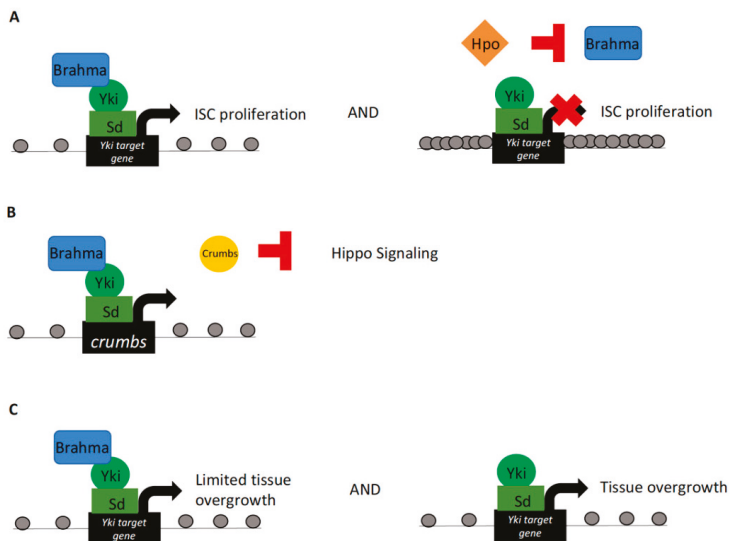 A
Brahma
Yki
Sd
Yki target
gene
ISC proliferation
AND
Hpo
Brahma
Yki
Sd
Yki target
gene
ISC proliferation
B
Brahma
Yki
Sd
crumbs
Crumbs
Hippo Signaling
C
Brahma
Yki
Sd
Yki target
gene
Limited tissue
overgrowth
AND
Yki
Sd
Yki target
gene
Tissue overgrowth